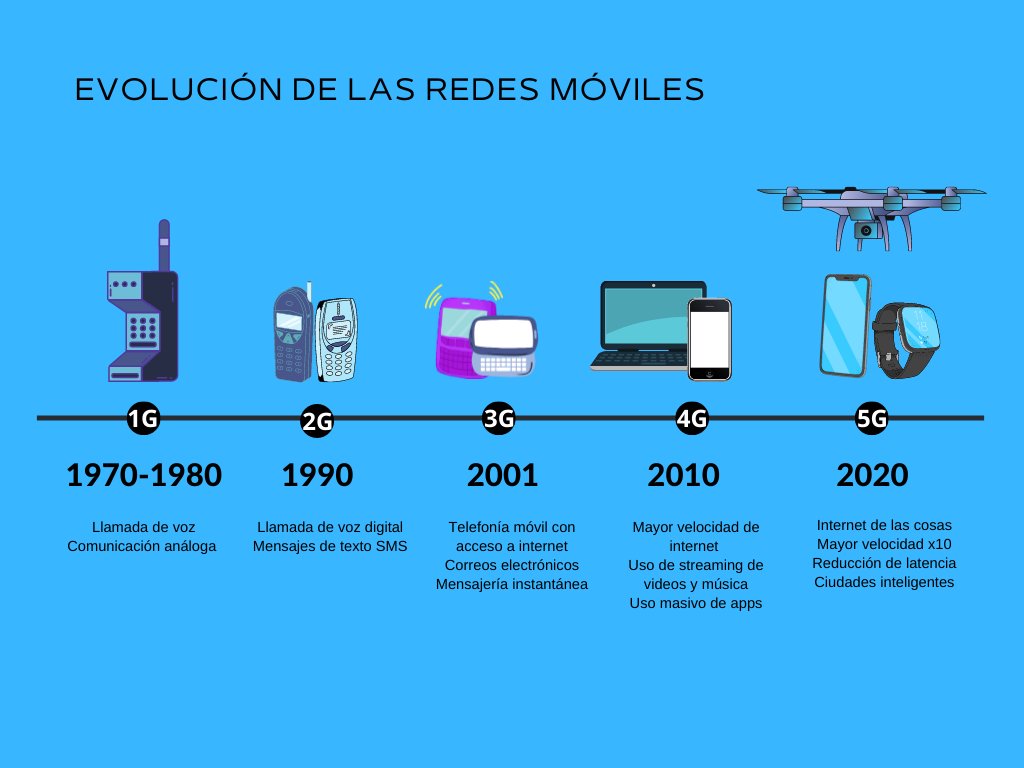 EVOLUCIÓN DE LAS REDES MÓVILES
1G
2G
3G
4G
5G
1970-1980
1990
2001
2010
2020
Llamada de voz
Comunicación análoga
Llamada de voz digital
Mensajes de texto SMS
Telefonía móvil con
acceso a internet
Correos electrónicos
Mensajería instantánea
Mayor velocidad de
internet
Uso de streaming de
videos y música
Uso masivo de apps
Internet de las cosas
Mayor velocidad x10
Reducción de latencia
Ciudades inteligentes